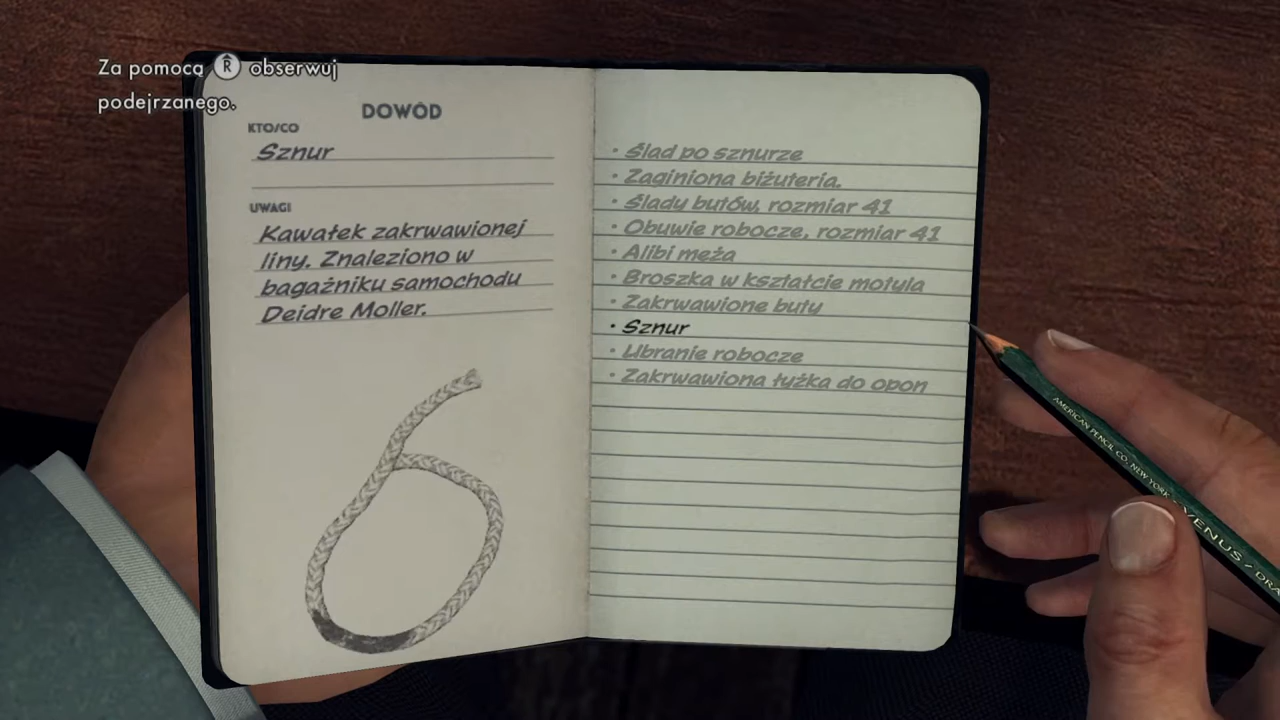 Za pomocą R obserwuj
podejrzanego.
DOWÓD
KTO/CO
Sznur
UWAGI
Kawałek zakrwawionej
liny. Znaleziono w
bagażniku samochodu
Deidre Moller.
• Ślad po sznurze
• Zaginiona biżuteria.
• Ślady butów, rozmiar 41
• Obuwie robocze, rozmiar 41
• Alibi męża
• Broszka w kształcie motyla
• Zakrwawione buty
• Sznur
• Ubranie robocze
• Zakrwawiona łyżka do opon
AMERICAN PENCIL CO. NEW YORK VENUS / DRA